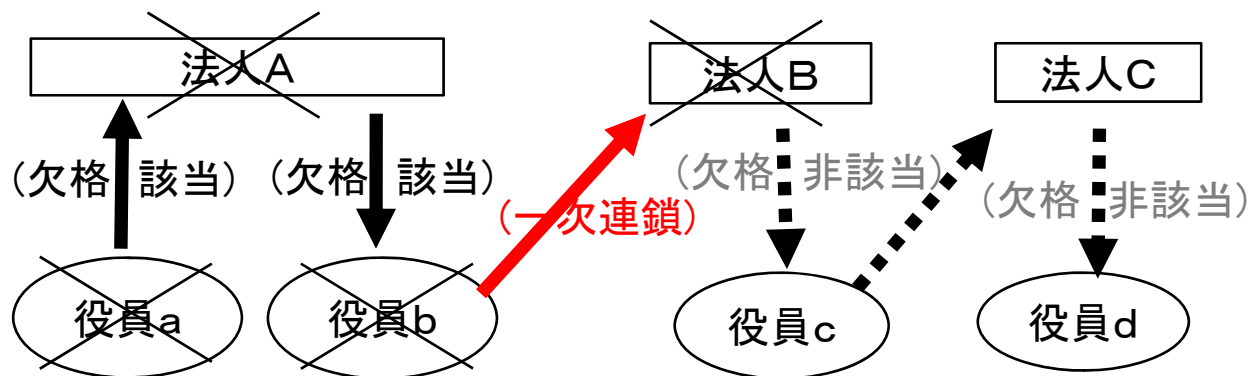 法人A
法人B
法人C
(欠格 該当)
(欠格 該当)
(一次連鎖)
(欠格 非該当)
(欠格 非該当)
役員a
役員b
役員c
役員d